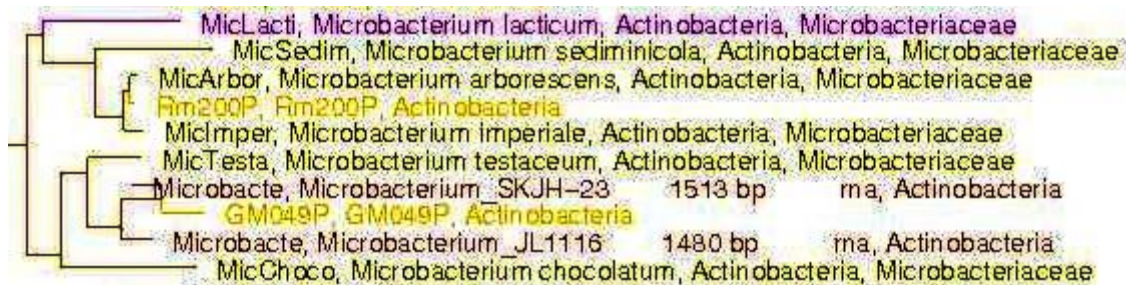 MicLacti, Microbacterium lacticum, Actinobacteria, Microbacteriaceae
MicSedim, Microbacterium sediminicola, Actinobacteria, Microbacteriaceae
MicArbor, Microbacterium arborescens, Actinobacteria, Microbacteriaceae
Rm200P, Rm200P, Actinobacteria
MicImper, Microbacterium imperiale, Actinobacteria, Microbacteriaceae
MicTesta, Microbacterium testaceum, Actinobacteria, Microbacteriaceae
Microbacte, Microbacterium_SKJH-23 1513 bp rna, Actinobacteria
GM049P, GM049P, Actinobacteria
Microbacte, Microbacterium_JL1116 1480 bp rna, Actinobacteria
MicChoco, Microbacterium chocolatum, Actinobacteria, Microbacteriaceae